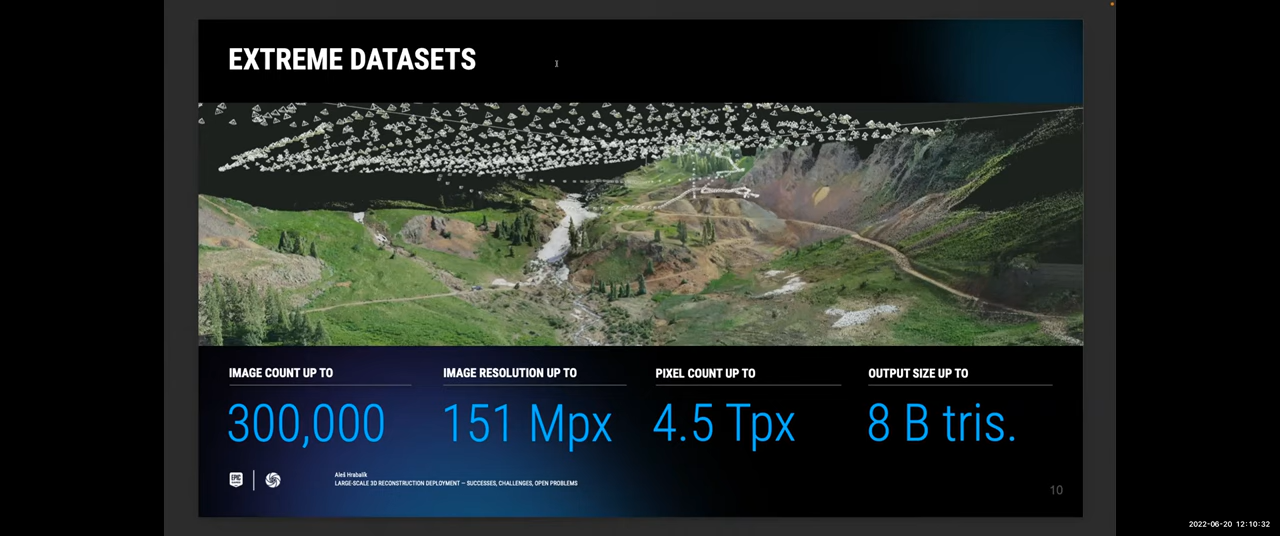 EXTREME DATASETS
IMAGE COUNT UP TO
300,000
IMAGE RESOLUTION UP TO
151 Mpx
PIXEL COUNT UP TO
4.5 Tpx
OUTPUT SIZE UP TO
8 B tris.
EPIC
Aleš Hrabalík
LARGE-SCALE 3D RECONSTRUCTION DEPLOYMENT – SUCCESSES, CHALLENGES, OPEN PROBLEMS
10
2022-06-20 12:10:32